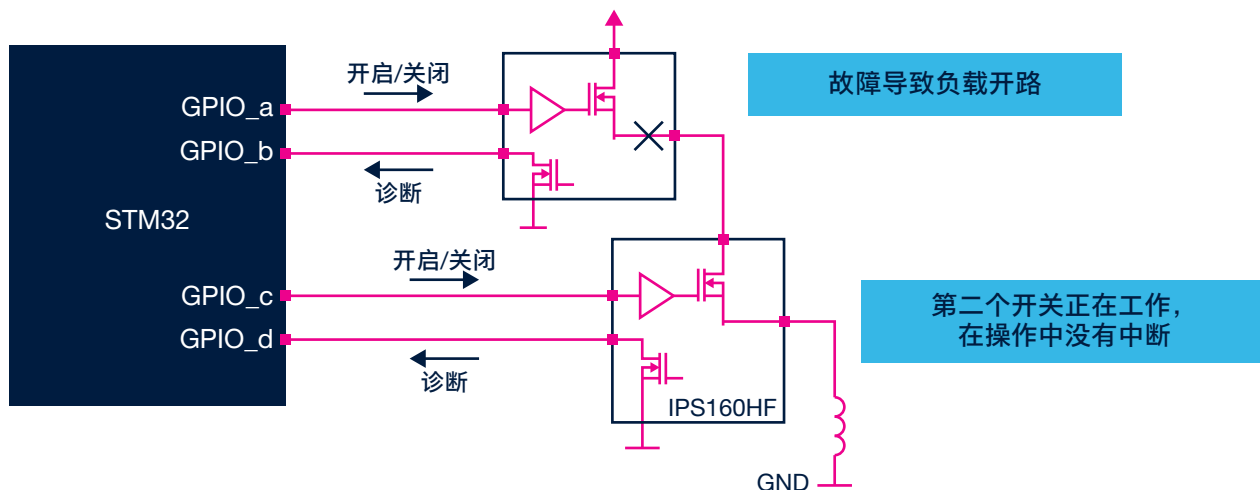 开启/关闭
故障导致负载开路
GPIO_a
GPIO_b
诊断
STM32
开启/关闭
GPIO_c
第二个开关正在工作，
在操作中没有中断
GPIO_d
诊断
IPS160HF
GND